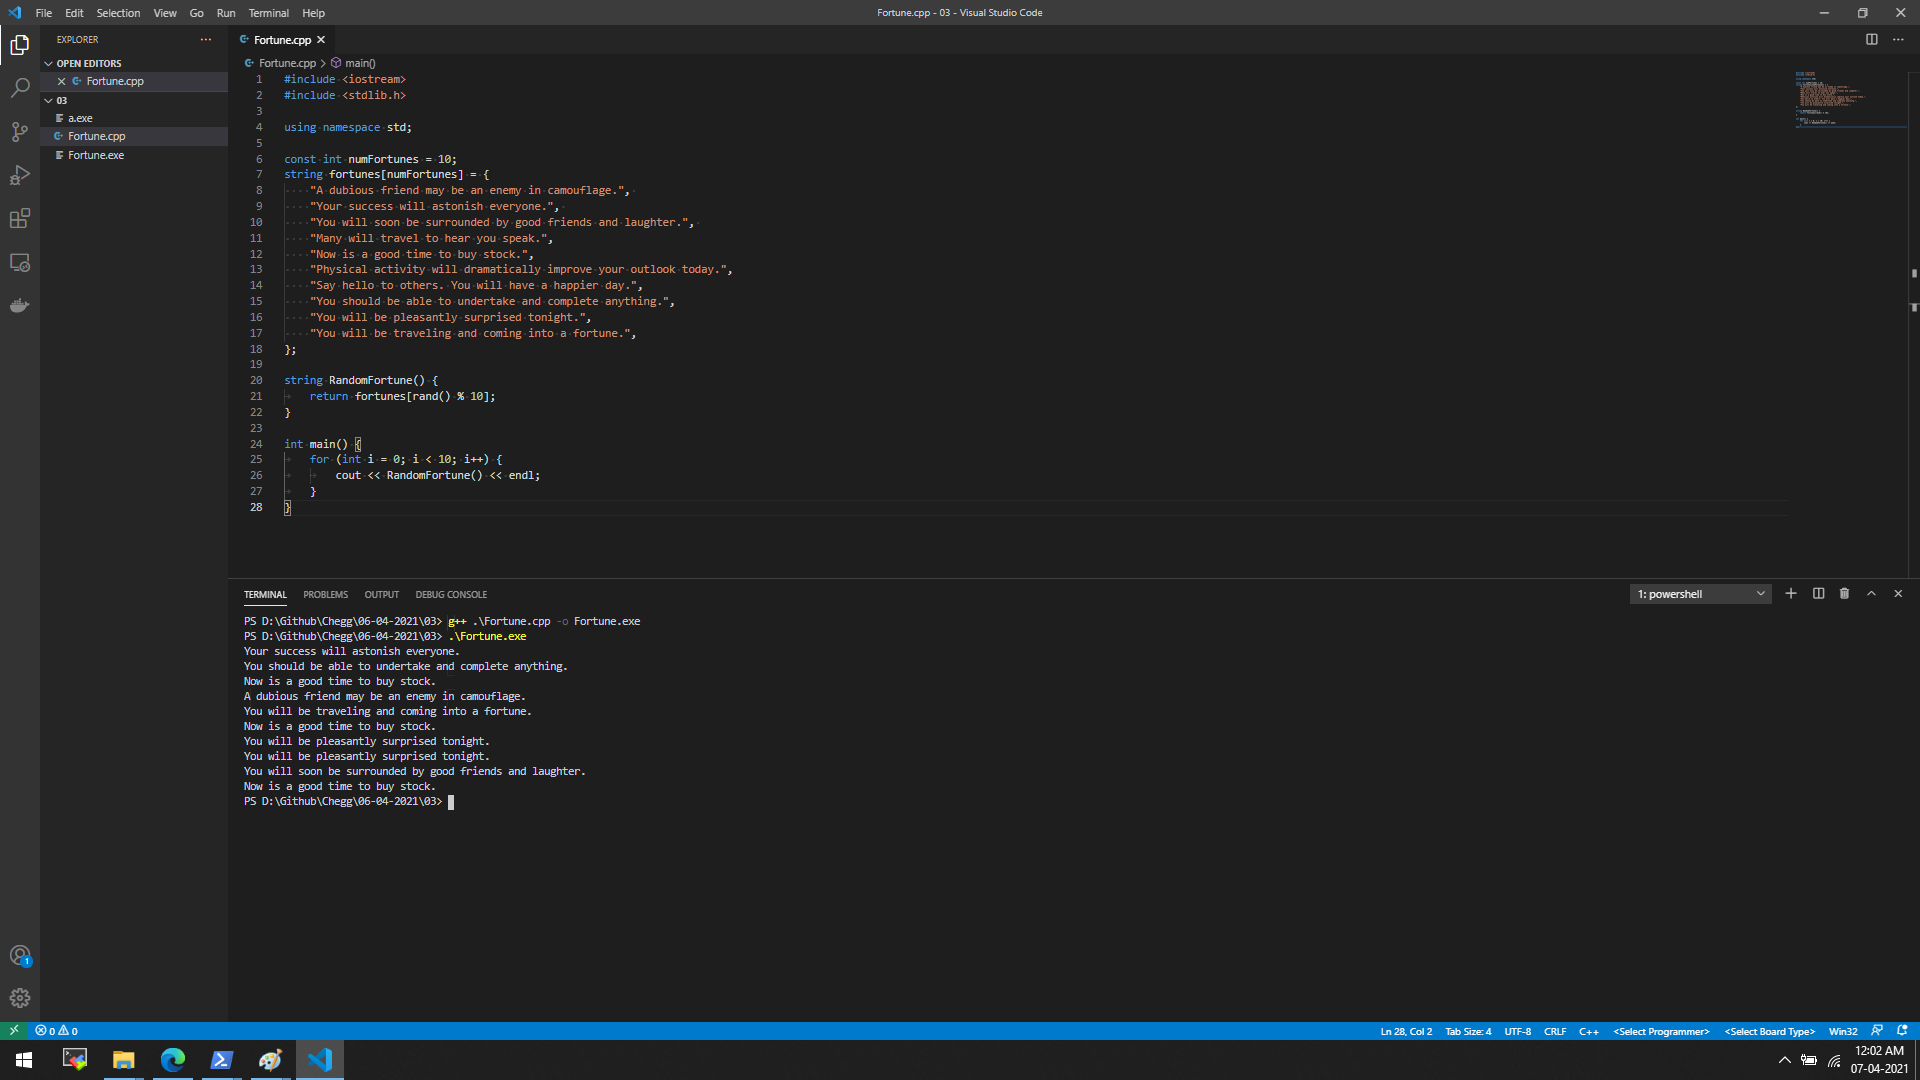 File Edit Selection View Go Run Terminal Help
Fortune.cpp - 03 - Visual Studio Code
EXPLORER
OPEN EDITORS
Fortune.cpp
03
a.exe
Fortune.cpp
Fortune.exe
Fortune.cpp
Fortune.cpp > main()
1 #include <iostream>
2 #include <stdlib.h>
3
4 using namespace std;
5
6 const int numFortunes = 10;
7 string fortunes[numFortunes] = {
8 "A dubious friend may be an enemy in camouflage.",
9 "Your success will astonish everyone.",
10 "You will soon be surrounded by good friends and laughter.",
11 "Many will travel to hear you speak.",
12 "Now is a good time to buy stock.",
13 "Physical activity will dramatically improve your outlook today.",
14 "Say hello to others. You will have a happier day.",
15 "You should be able to undertake and complete anything.",
16 "You will be pleasantly surprised tonight.",
17 "You will be traveling and coming into a fortune.",
18 };
19
20 string RandomFortune() {
21 return fortunes[rand() % 10];
22 }
23
24 int main() {
25 for (int i = 0; i < 10; i++) {
26 cout << RandomFortune() << endl;
27 }
28 }
TERMINAL PROBLEMS OUTPUT DEBUG CONSOLE
1: powershell
PS D:\Github\Chegg\06-04-2021\03> g++ .\Fortune.cpp -o Fortune.exe
PS D:\Github\Chegg\06-04-2021\03> .\Fortune.exe
Your success will astonish everyone.
You should be able to undertake and complete anything.
Now is a good time to buy stock.
A dubious friend may be an enemy in camouflage.
You will be traveling and coming into a fortune.
Now is a good time to buy stock.
You will be pleasantly surprised tonight.
You will be pleasantly surprised tonight.
You will soon be surrounded by good friends and laughter.
Now is a good time to buy stock.
PS D:\Github\Chegg\06-04-2021\03>
1
0 0
Ln 28, Col 2 Tab Size: 4 UTF-8 CRLF C++ <Select Programmer> <Select Board Type> Win32
12:02 AM
07-04-2021